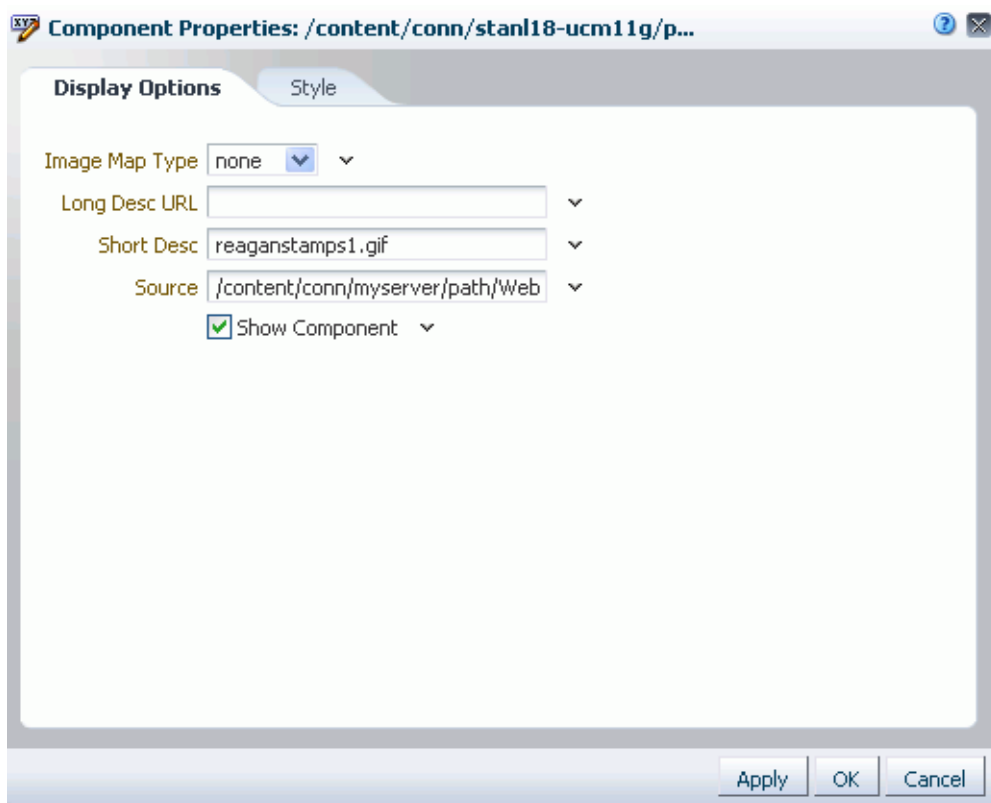 Component Properties: /content/conn/stanl18-ucm11g/p...
Display Options Style
Image Map Type none
Long Desc URL
Short Desc reaganstamps1.gif
Source /content/conn/myserver/path/Web
Show Component
Apply OK Cancel